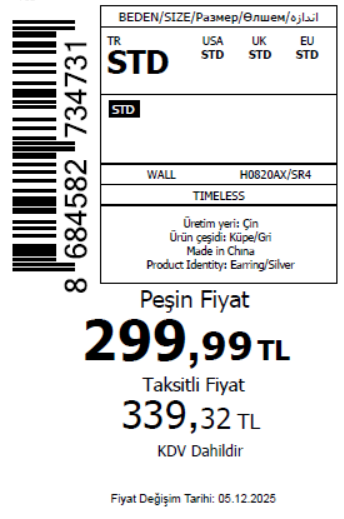 BEDEN/SIZE/Размер/Өлшем/اندازه
TR USA UK EU
STD STD STD STD
STD
WALL H0820AX/SR4
TIMELESS
Üretim yeri: Çin
Ürün çeşidi: Küpe/Gri
Made in China
Product Identity: Earring/Silver
8 684582 734731
Peşin Fiyat
299,99 TL
Taksitli Fiyat
339,32 TL
KDV Dahildir
Fiyat Değişim Tarihi: 05.12.2025